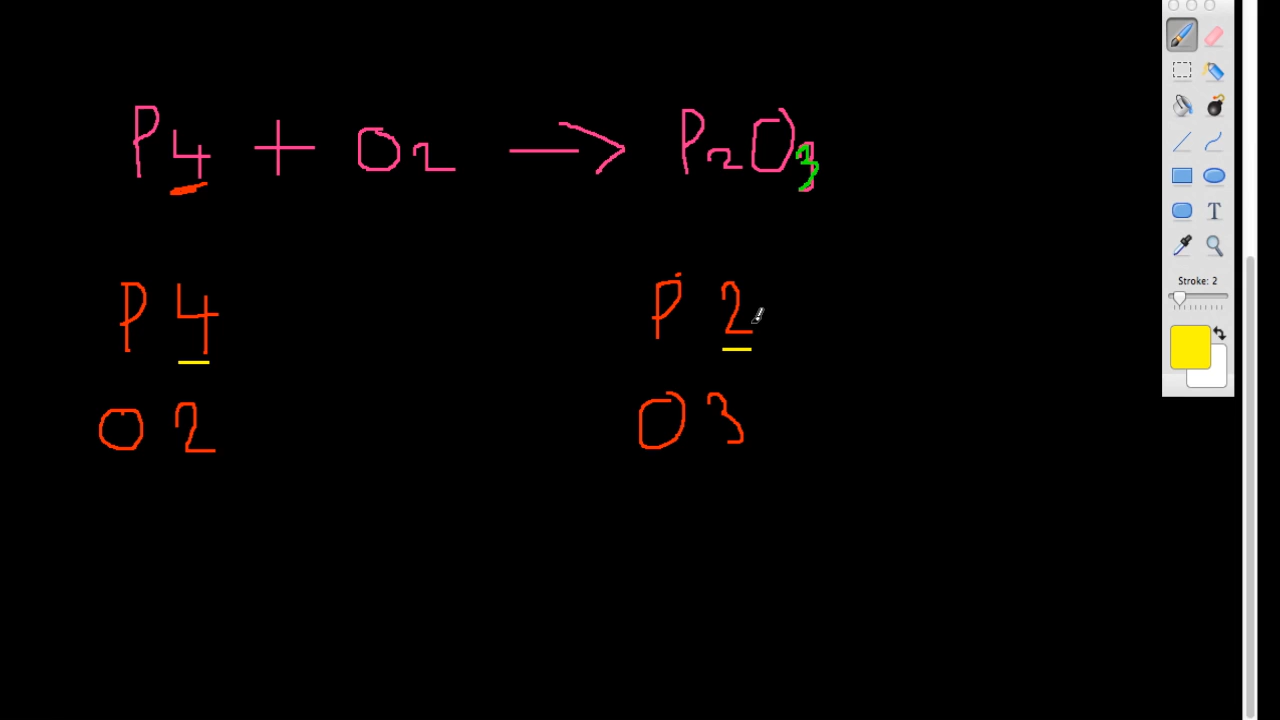 P4 + O2 —> P2O3
P 4 P 2
O 2 O 3
Stroke: 2
T